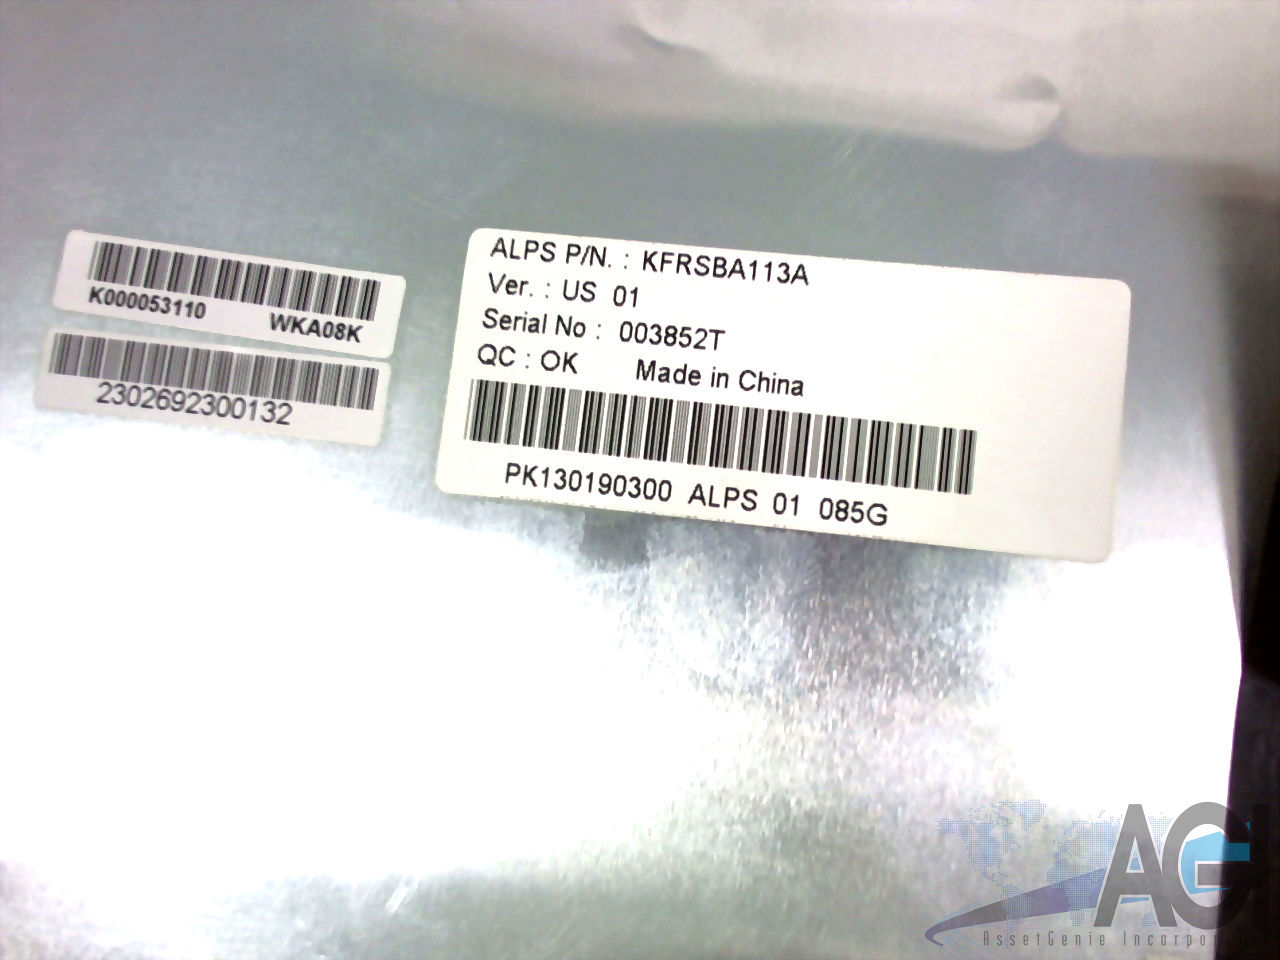 K000053110 WKA08K
2302692300132
ALPS P/N. : KFRSBA113A
Ver. : US 01
Serial No : 003852T
QC : OK Made in China
PK130190300 ALPS 01 085G
AGI
AssetGenie Incorporated